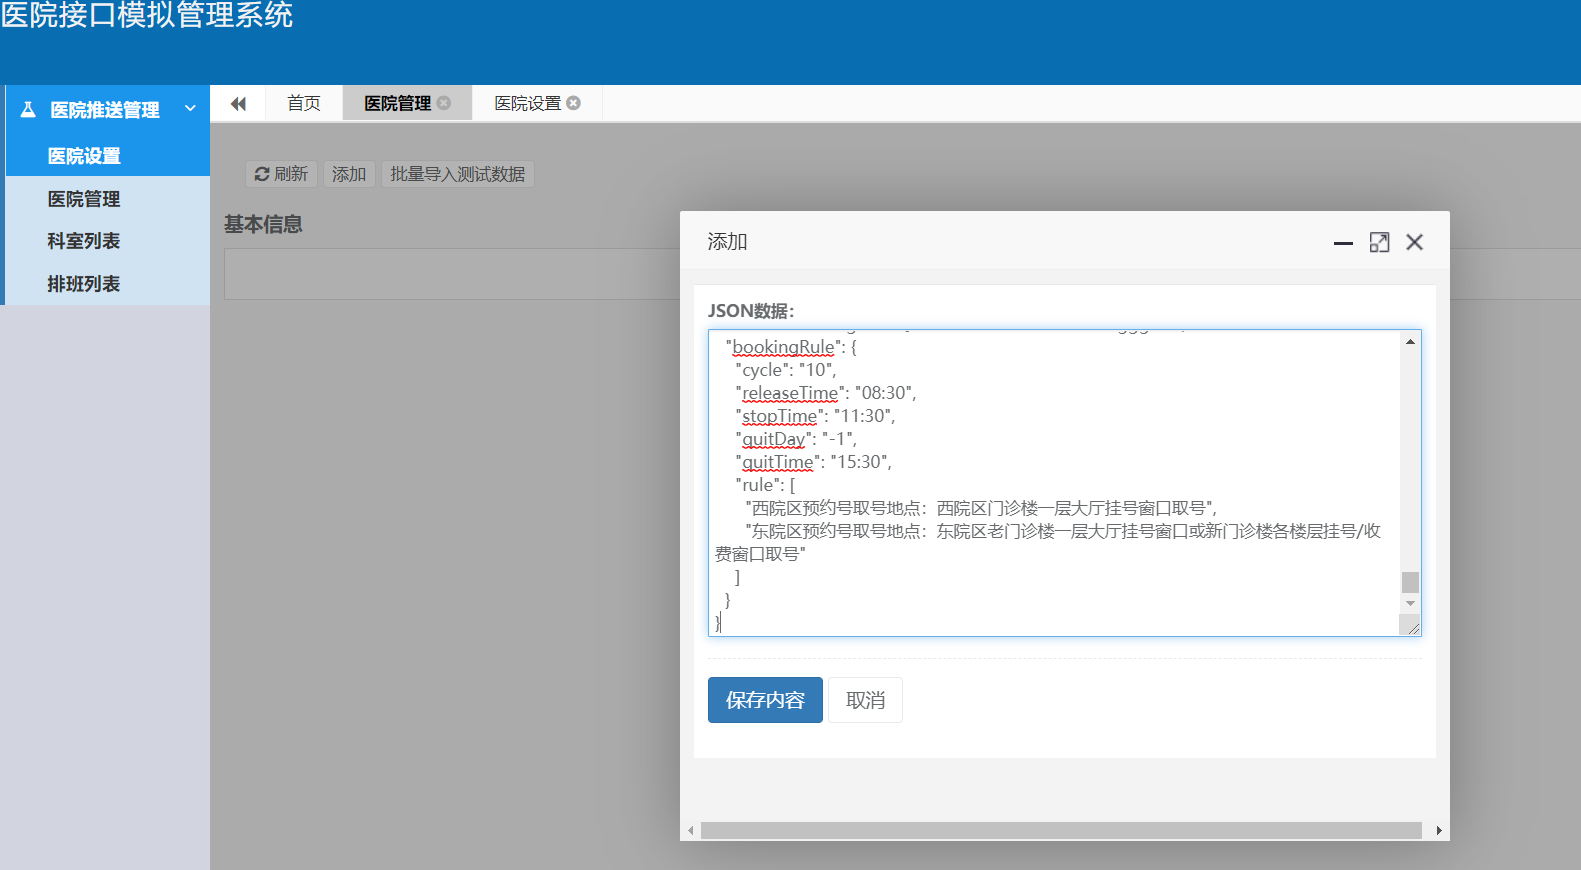 医院接口模拟管理系统
医院推送管理
医院设置
医院管理
科室列表
排班列表
首页
医院管理
医院设置
刷新
添加
批量导入测试数据
基本信息
添加
JSON数据：
"bookingRule": {
"cycle": "10",
"releaseTime": "08:30",
"stopTime": "11:30",
"quitDay": "-1",
"quitTime": "15:30",
"rule": [
"西院区预约号取号地点：西院区门诊楼一层大厅挂号窗口取号",
"东院区预约号取号地点：东院区老门诊楼一层大厅挂号窗口或新门诊楼各楼层挂号/收
费窗口取号"
]
}
}
保存内容
取消